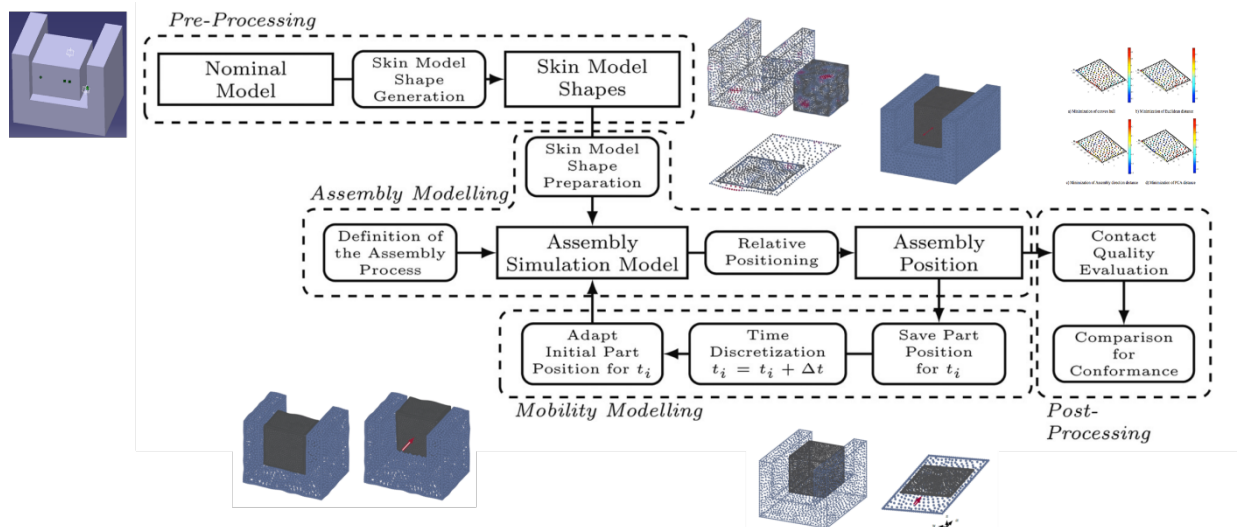 Pre-Processing
Nominal
Model
Skin Model
Shape
Generation
Skin Model
Shapes
Skin Model
Shape
Preparation
Assembly Modelling
Definition of
the Assembly
Process
Assembly
Simulation Model
Relative
Positioning
Assembly
Position
Contact
Quality
Evaluation
Adapt
Initial Part
Position for tᵢ
Time
Discretization
tᵢ = tᵢ + Δt
Save Part
Position
for tᵢ
Comparison for
Conformance
Mobility Modelling
Post-
Processing